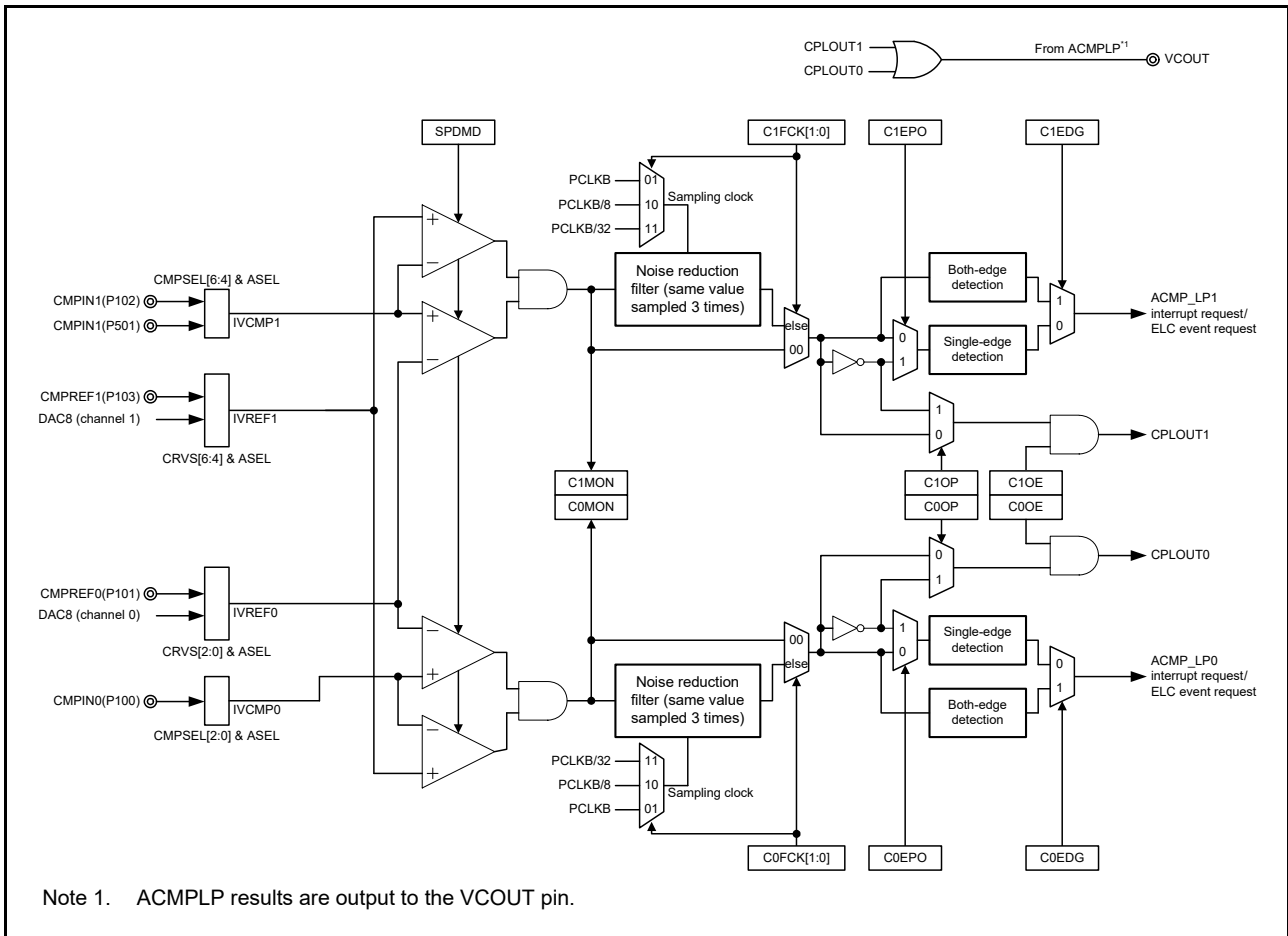 CPLOUT1
CPLOUT0
From ACMPLP*1
VCOUT
SPDMD
C1FCK[1:0]
C1EPO
C1EDG
PCLKB
01
PCLKB/8
10
Sampling clock
PCLKB/32
11
+
−
CMPSEL[6:4] & ASEL
CMPIN1(P102)
CMPIN1(P501)
IVCMP1
+
−
Noise reduction
filter (same value
sampled 3 times)
else
00
0
1
Both-edge
detection
Single-edge
detection
1
0
ACMP_LP1
interrupt request/
ELC event request
CMPREF1(P103)
DAC8 (channel 1)
IVREF1
CRVS[6:4] & ASEL
1
0
CPLOUT1
C1MON
C0MON
C1OP
C0OP
C1OE
C0OE
0
1
CPLOUT0
CMPREF0(P101)
DAC8 (channel 0)
IVREF0
CRVS[2:0] & ASEL
−
+
CMPIN0(P100)
IVCMP0
CMPSEL[2:0] & ASEL
−
+
Noise reduction
filter (same value
sampled 3 times)
00
else
1
0
Single-edge
detection
Both-edge
detection
0
1
ACMP_LP0
interrupt request/
ELC event request
PCLKB/32
11
PCLKB/8
10
Sampling clock
PCLKB
01
C0FCK[1:0]
C0EPO
C0EDG
Note 1. ACMPLP results are output to the VCOUT pin.